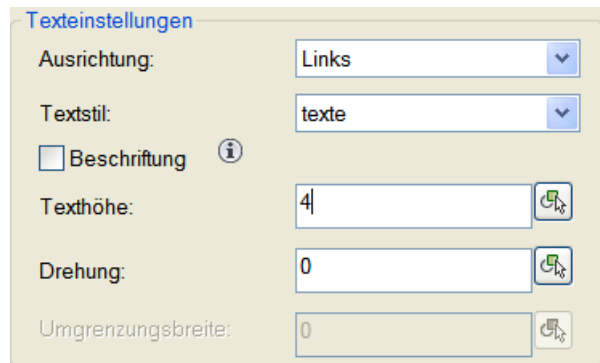 Texteinstellungen
Ausrichtung: Links
Textstil: texte
Beschriftung
Texthöhe: 4
Drehung: 0
Umgrenzungsbreite: 0